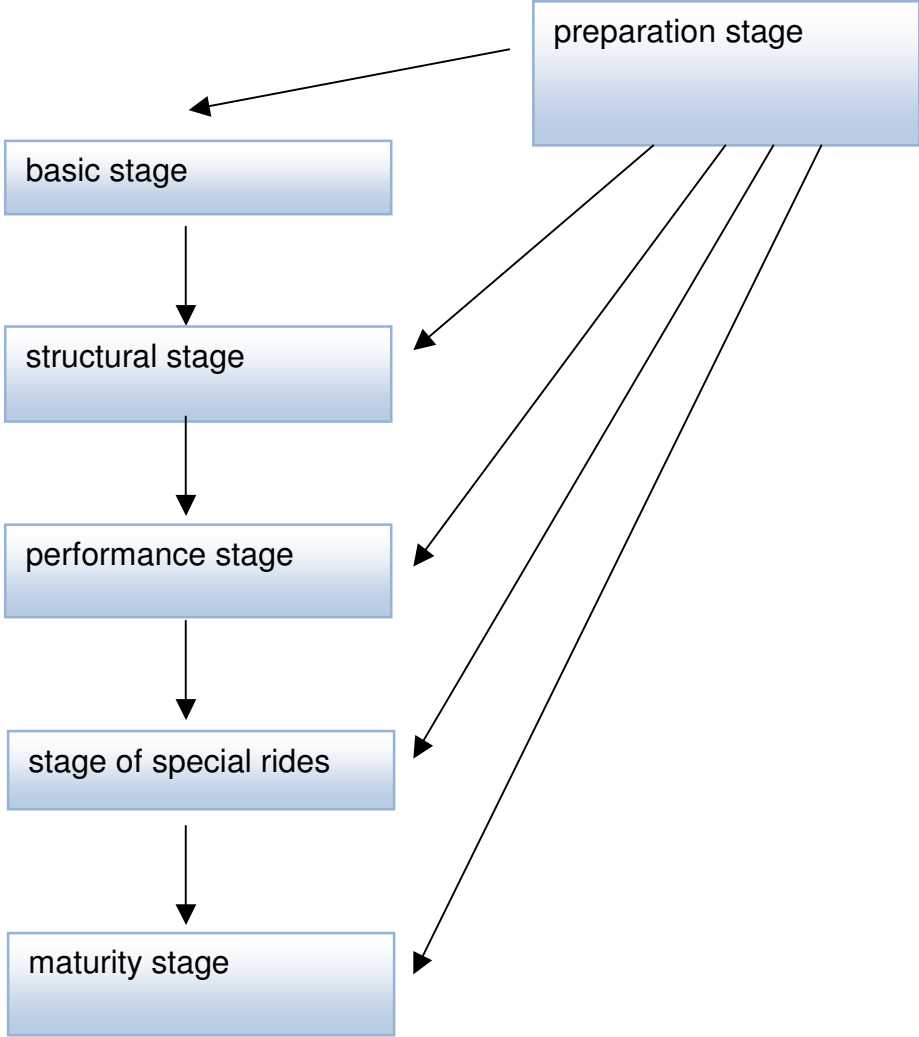 preparation stage
basic stage
structural stage
performance stage
stage of special rides
maturity stage